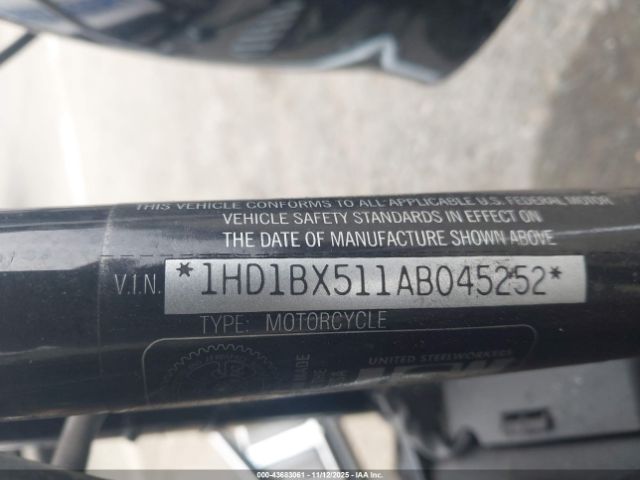 THIS VEHICLE CONFORMS TO ALL APPLICABLE U.S. FEDERAL MOTOR
VEHICLE SAFETY STANDARDS IN EFFECT ON
THE DATE OF MANUFACTURE SHOWN ABOVE
V.I.N. *1HD1BX511AB045252*
TYPE: MOTORCYCLE
UNITED STEELWORKERS
MADE
000-43683061 - 11/12/2025 - IAA Inc.